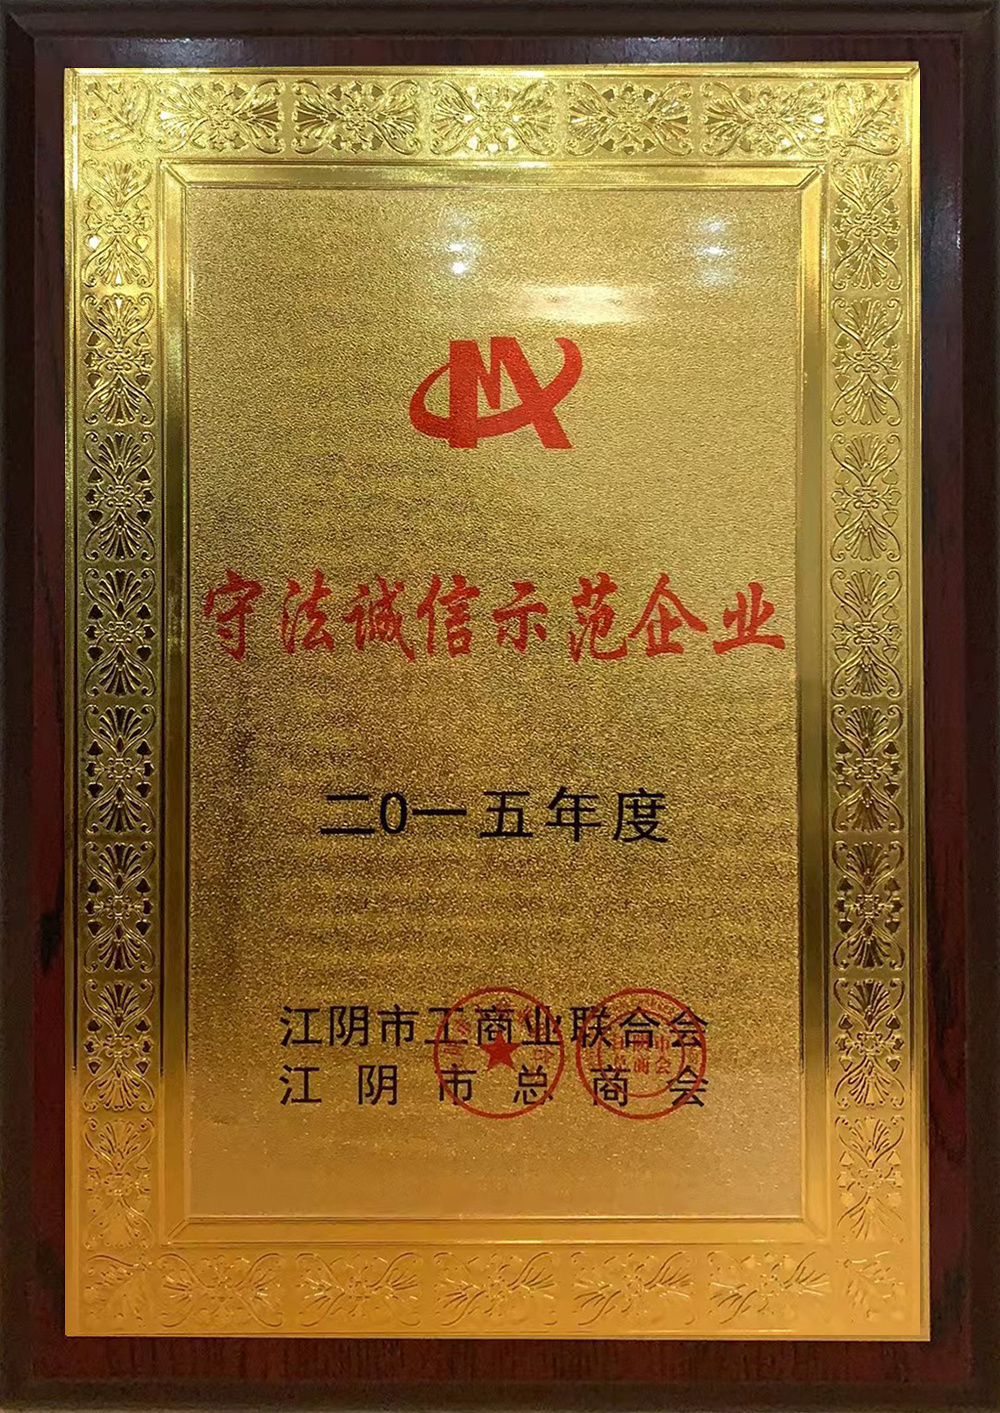 守法诚信示范企业
二0一五年度
江阴市工商业联合会
江阴市总商会